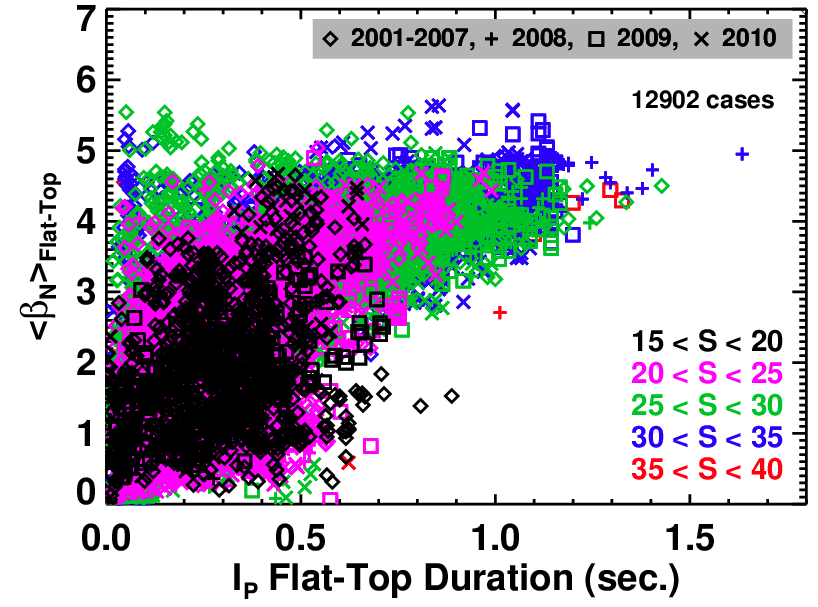 2001-2007, 2008, 2009, 2010
12902 cases
7
6
5
4
3
2
1
0
<βN>Flat-Top
15 < S < 20
20 < S < 25
25 < S < 30
30 < S < 35
35 < S < 40
0.0 0.5 1.0 1.5
IP Flat-Top Duration (sec.)